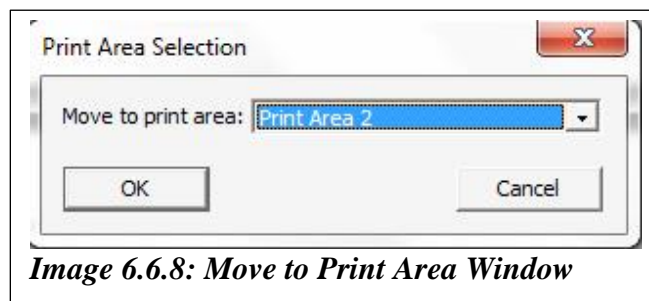 Print Area Selection
Move to print area: Print Area 2
OK Cancel
Image 6.6.8: Move to Print Area Window